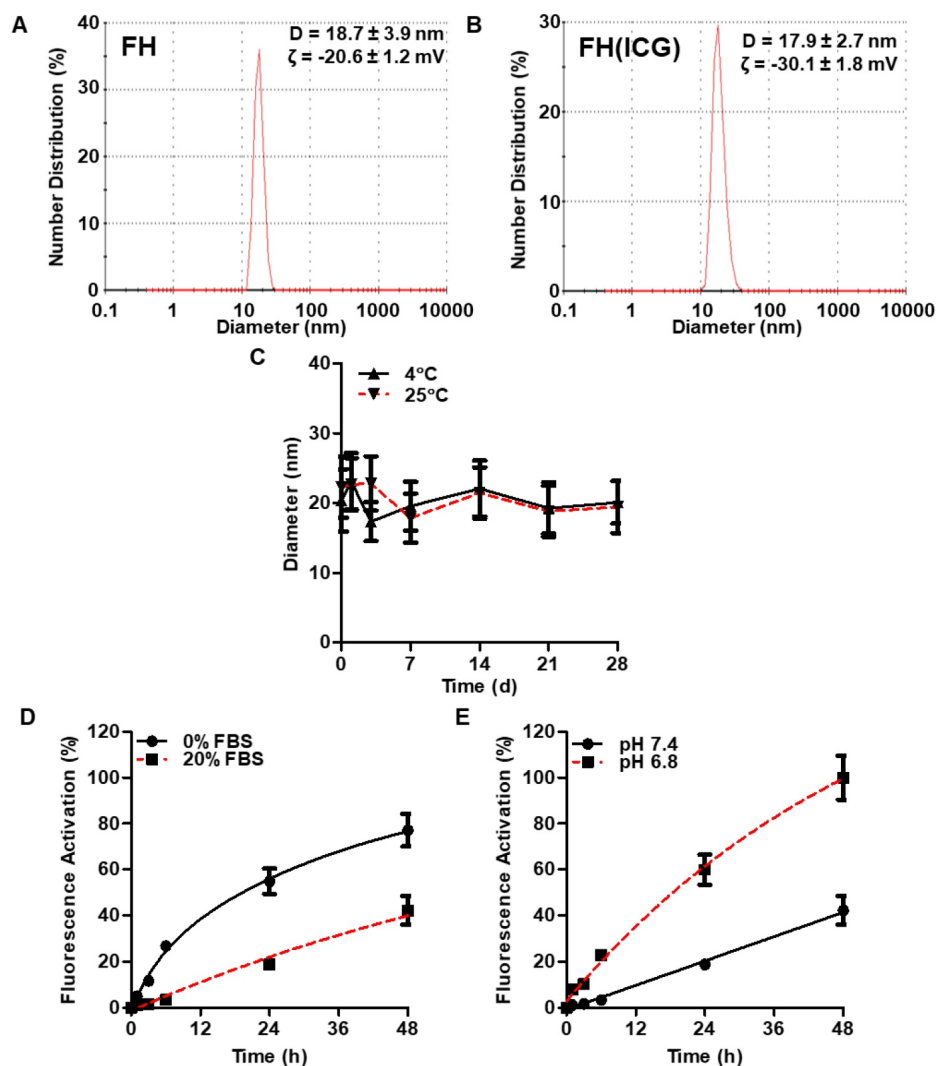 A
FH
D = 18.7 ± 3.9 nm
ζ = -20.6 ± 1.2 mV
Number Distribution (%)
40
30
20
10
0
0.1 1 10 100 1000 10000
Diameter (nm)
B
FH(ICG)
D = 17.9 ± 2.7 nm
ζ = -30.1 ± 1.8 mV
Number Distribution (%)
30
20
10
0
0.1 1 10 100 1000 10000
Diameter (nm)
C
4°C
25°C
Diameter (nm)
40
30
20
10
0
0 7 14 21 28
Time (d)
D
0% FBS
20% FBS
Fluorescence Activation (%)
120
100
80
60
40
20
0
0 12 24 36 48
Time (h)
E
pH 7.4
pH 6.8
Fluorescence Activation (%)
120
100
80
60
40
20
0
0 12 24 36 48
Time (h)